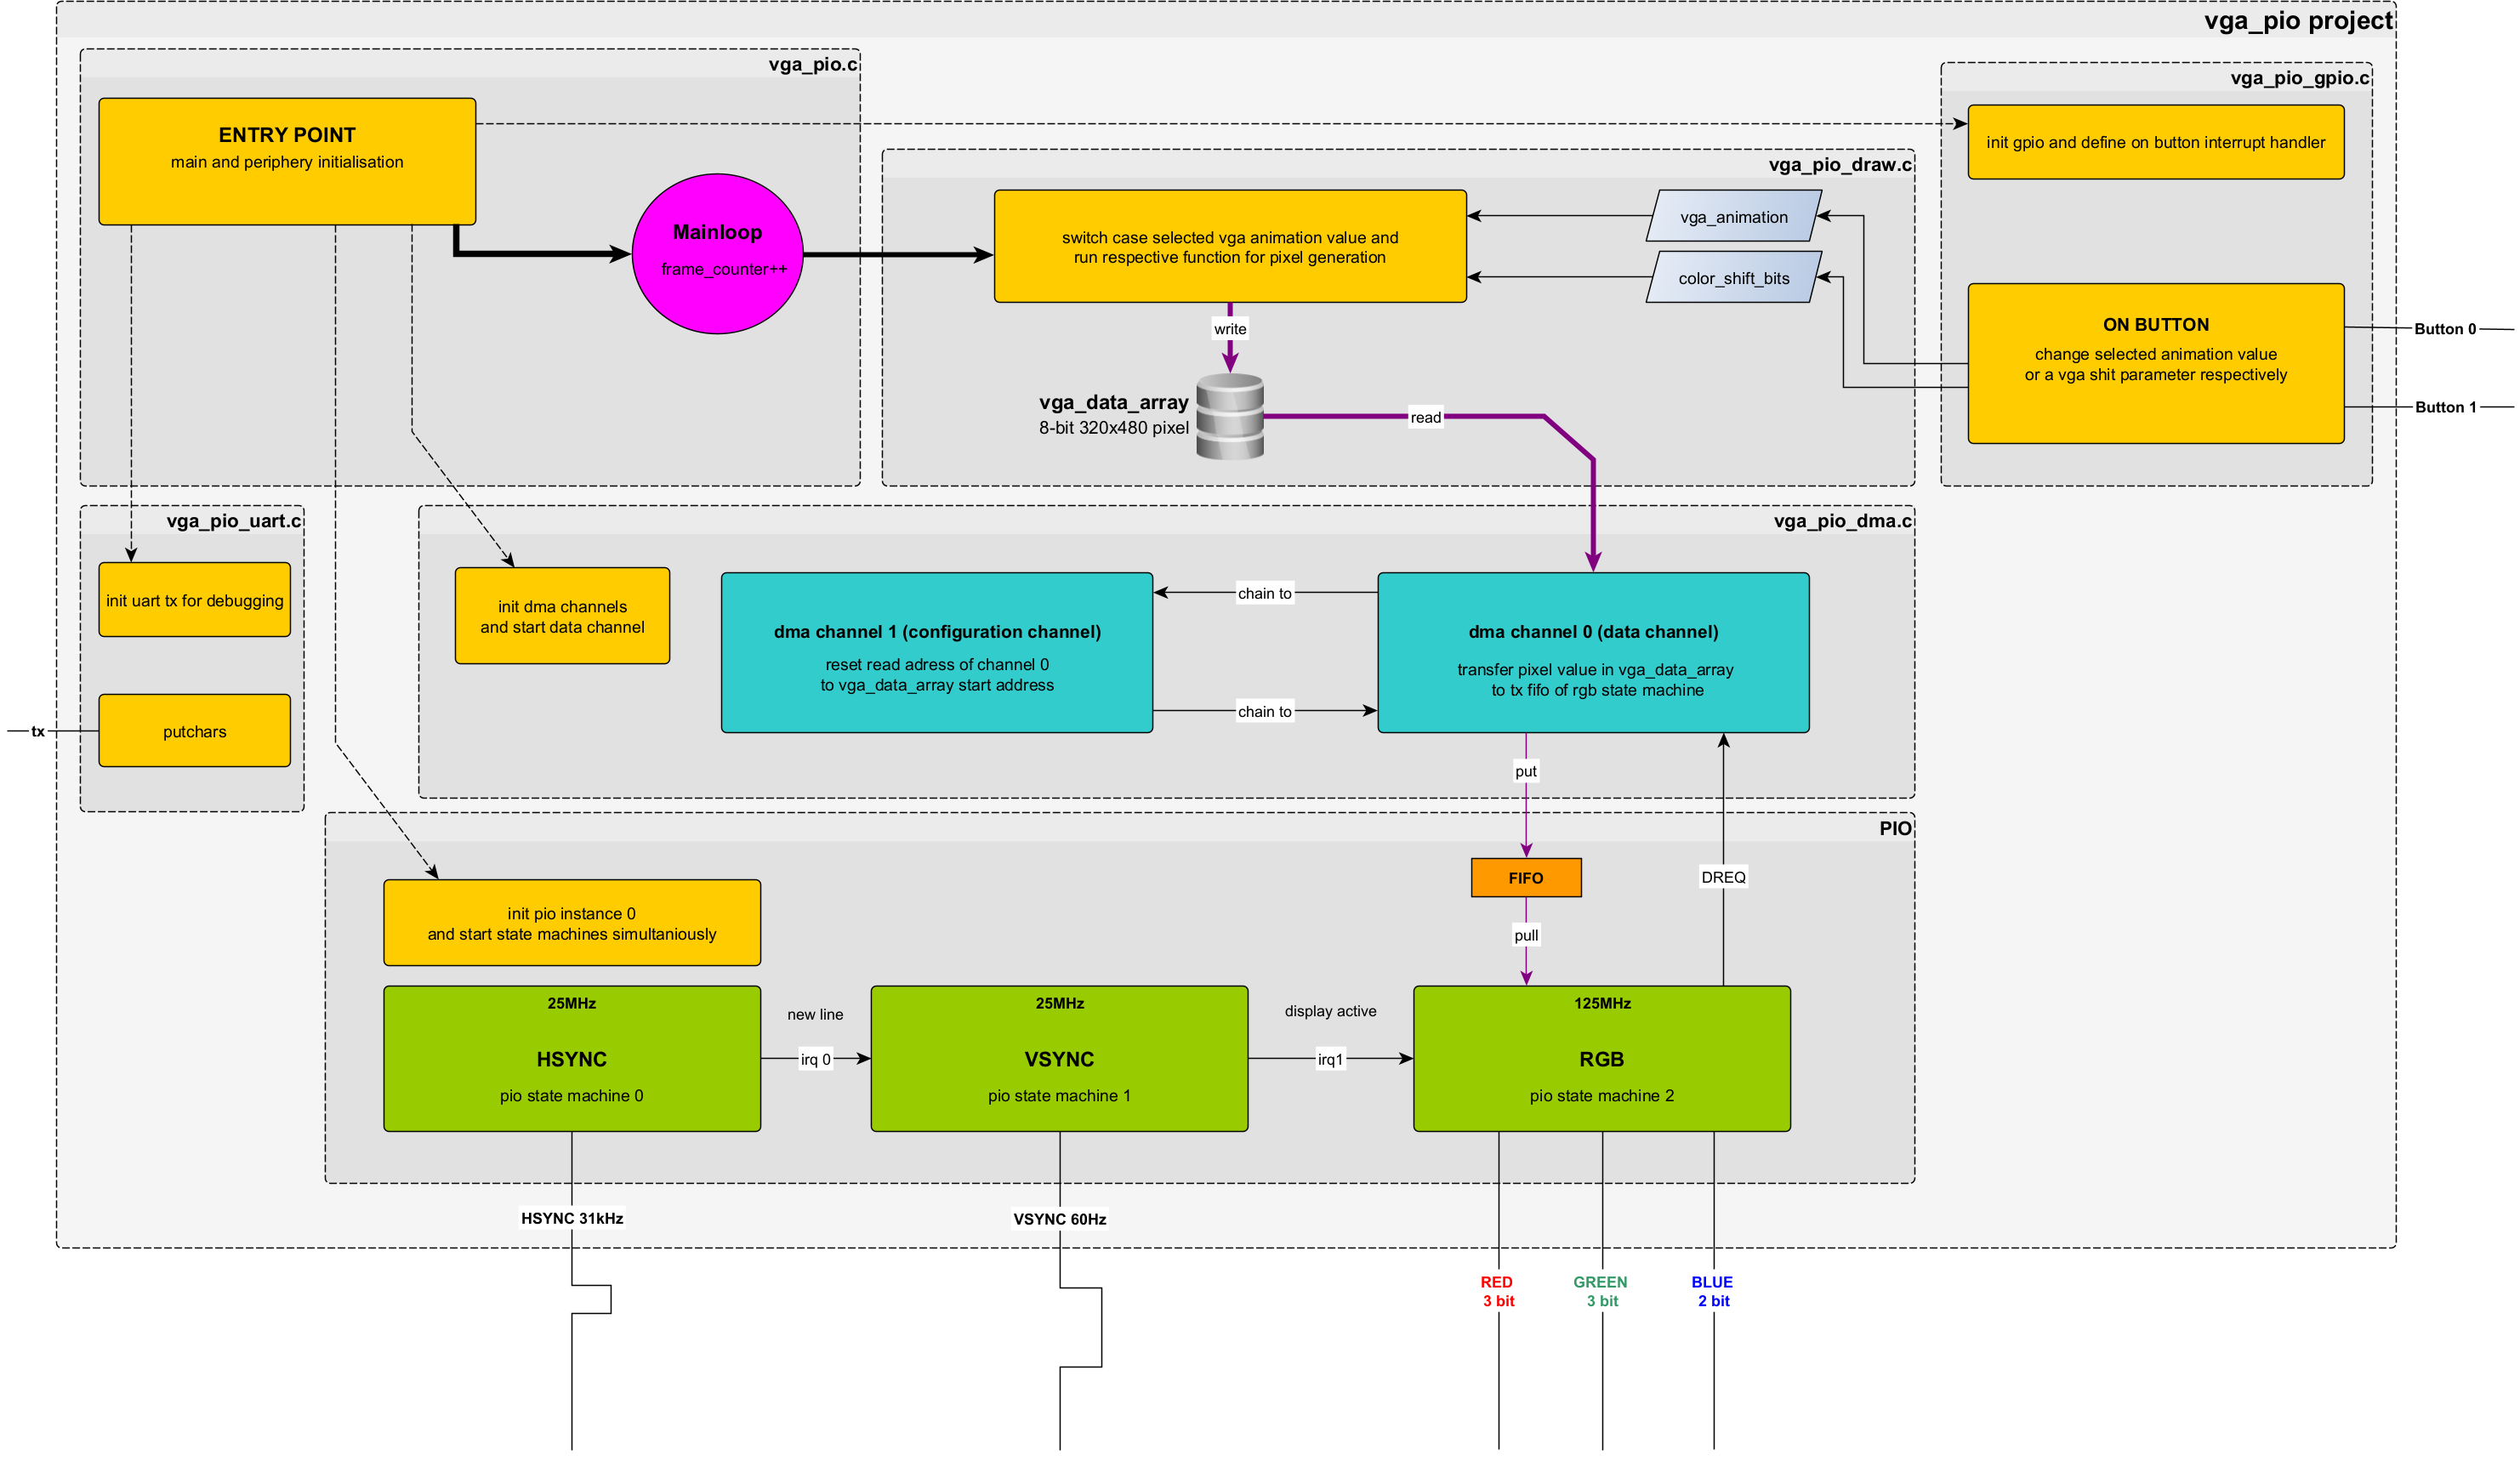 vga_pio project
vga_pio.c
ENTRY POINT
main and periphery initialisation
Mainloop
frame_counter++
vga_pio_draw.c
switch case selected vga animation value and
run respective function for pixel generation
vga_animation
color_shift_bits
write
vga_data_array
8-bit 320x480 pixel
read
vga_pio_gpio.c
init gpio and define on button interrupt handler
ON BUTTON
change selected animation value
or a vga shit parameter respectively
Button 0
Button 1
vga_pio_uart.c
init uart tx for debugging
putchars
tx
vga_pio_dma.c
init dma channels
and start data channel
dma channel 1 (configuration channel)
reset read adress of channel 0
to vga_data_array start address
chain to
chain to
dma channel 0 (data channel)
transfer pixel value in vga_data_array
to tx fifo of rgb state machine
put
PIO
FIFO
DREQ
pull
init pio instance 0
and start state machines simultaniously
25MHz
HSYNC
pio state machine 0
new line
irq 0
25MHz
VSYNC
pio state machine 1
display active
irq1
125MHz
RGB
pio state machine 2
HSYNC 31kHz
VSYNC 60Hz
RED
3 bit
GREEN
3 bit
BLUE
2 bit